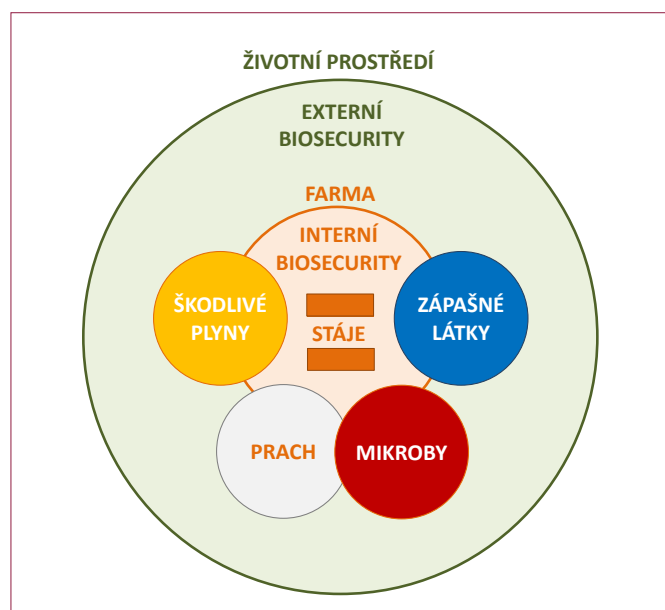 ŽIVOTNÍ PROSTŘEDÍ
EXTERNÍ
BIOSECURITY
FARMA
INTERNÍ
BIOSECURITY
ŠKODLIVÉ
PLYNY
STÁJE
ZÁPAŠNÉ
LÁTKY
PRACH
MIKROBY